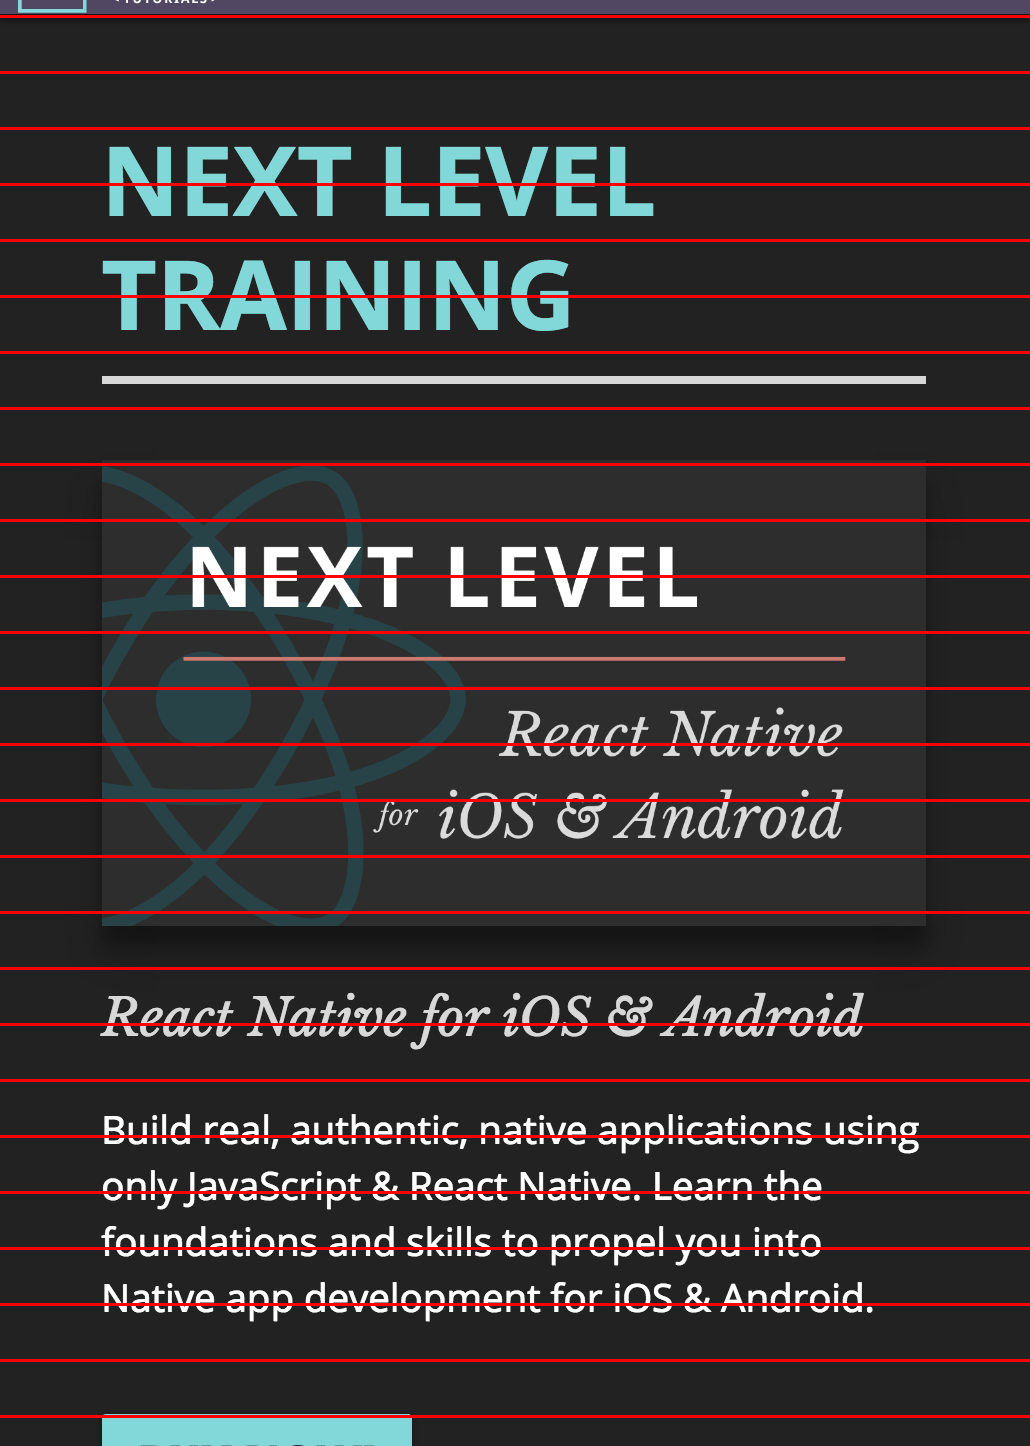 <TUTORIALS>
NEXT LEVEL
TRAINING
NEXT LEVEL
React Native
for iOS & Android
React Native for iOS & Android
Build real, authentic, native applications using
only JavaScript & React Native. Learn the
foundations and skills to propel you into
Native app development for iOS & Android.